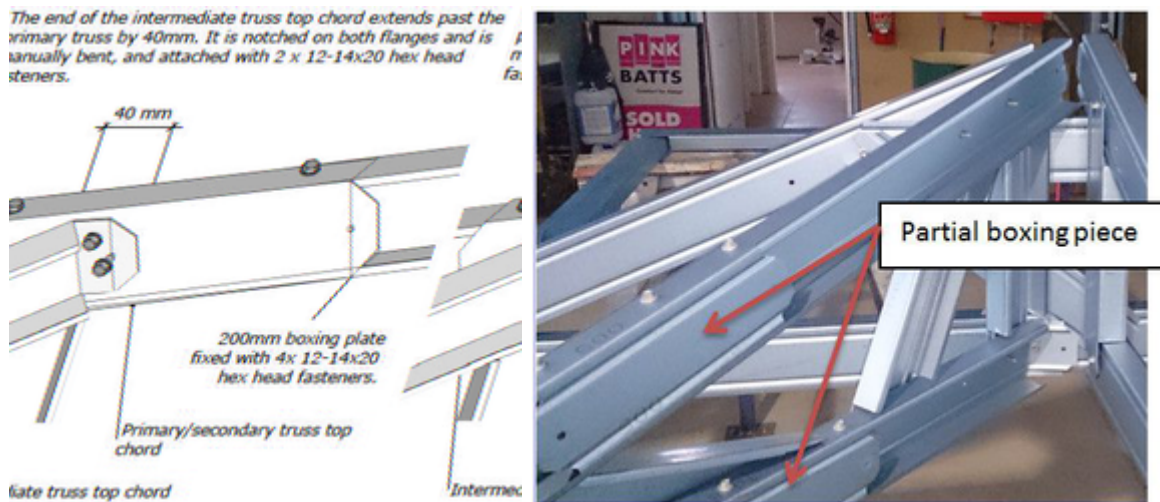 The end of the intermediate truss top chord extends past the
primary truss by 40mm. It is notched on both flanges and is
manually bent, and attached with 2 x 12-14x20 hex head
steners.
fa
40 mm
200mm boxing plate
fixed with 4x 12-14x20
hex head fasteners.
Primary/secondary truss top
chord
iate truss top chord
Intermed
PINK
BATTS
SOLD
Partial boxing piece